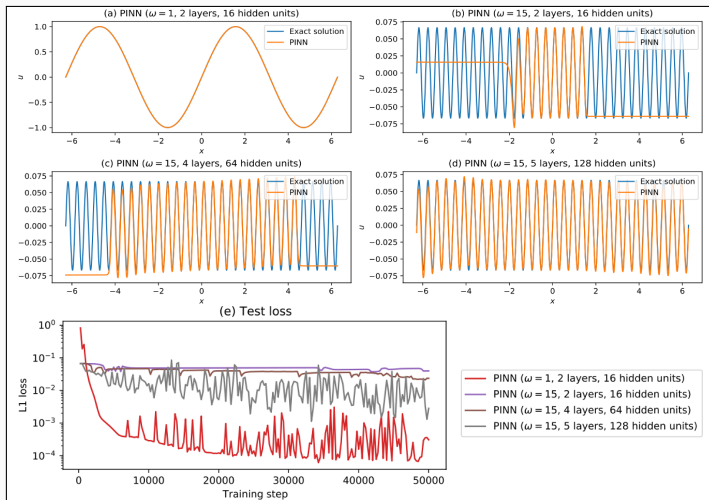 (a) PINN (ω = 1, 2 layers, 16 hidden units)
1.0
0.5
0.0
−0.5
−1.0
u
Exact solution
PINN
−6 −4 −2 0 2 4 6
x
(b) PINN (ω = 15, 2 layers, 16 hidden units)
0.075
0.050
0.025
0.000
−0.025
−0.050
−0.075
u
Exact solution
PINN
−6 −4 −2 0 2 4 6
x
(c) PINN (ω = 15, 4 layers, 64 hidden units)
0.075
0.050
0.025
0.000
−0.025
−0.050
−0.075
u
Exact solution
PINN
−6 −4 −2 0 2 4 6
x
(d) PINN (ω = 15, 5 layers, 128 hidden units)
0.075
0.050
0.025
0.000
−0.025
−0.050
−0.075
u
Exact solution
PINN
−6 −4 −2 0 2 4 6
x
(e) Test loss
10⁰
10⁻¹
10⁻²
10⁻³
10⁻⁴
L1 loss
0 10000 20000 30000 40000 50000
Training step
PINN (ω = 1, 2 layers, 16 hidden units)
PINN (ω = 15, 2 layers, 16 hidden units)
PINN (ω = 15, 4 layers, 64 hidden units)
PINN (ω = 15, 5 layers, 128 hidden units)